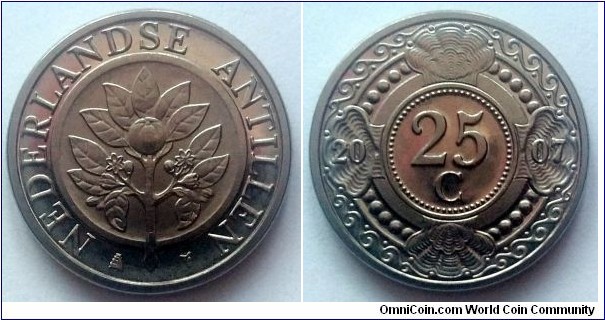 NEDERLANDSE ANTILLEN
25
C
20 07
OmniCoin.com World Coin Community